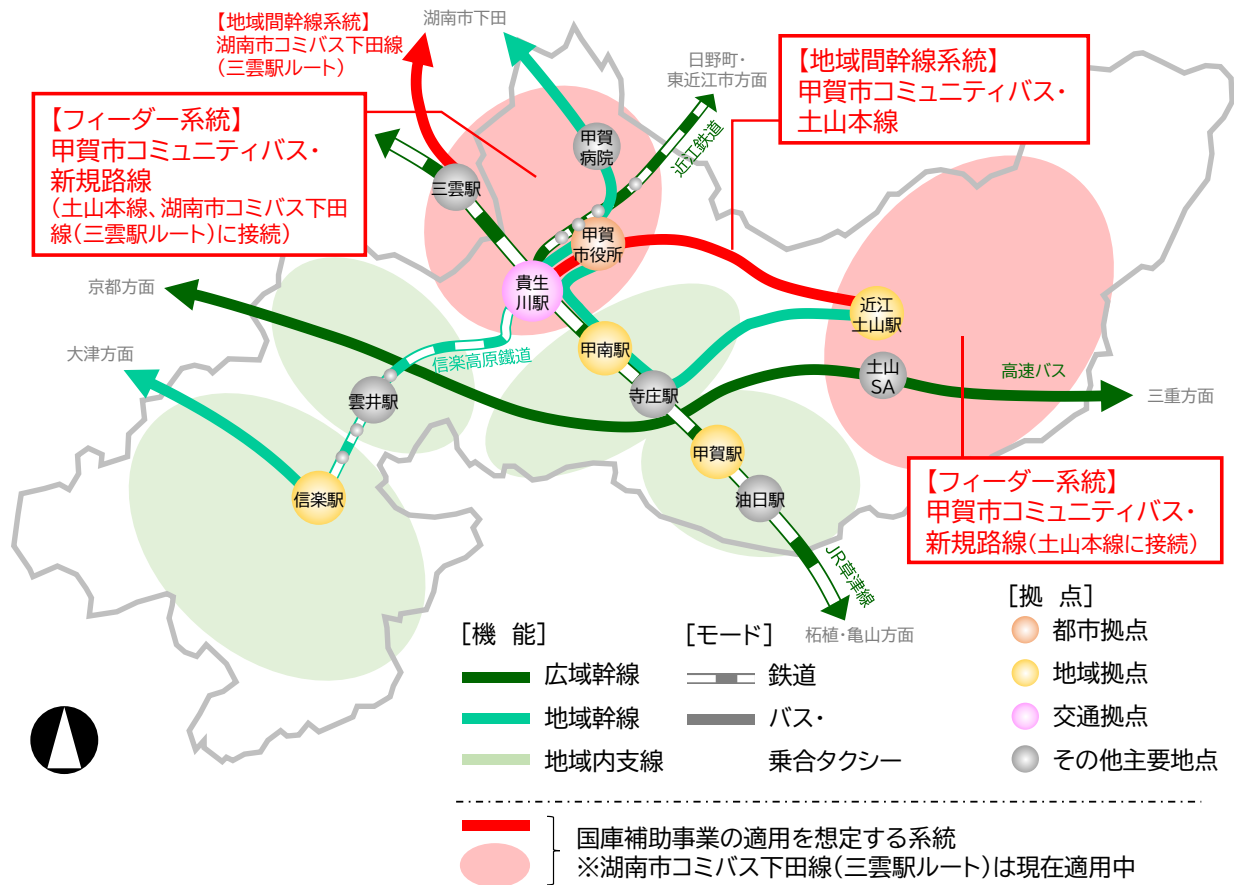 【地域間幹線系統】
湖南市コミバス下田線
（三雲駅ルート）
湖南市下田
日野町・
東近江市方面
【地域間幹線系統】
甲賀市コミュニティバス・
土山本線
【フィーダー系統】
甲賀市コミュニティバス・
新規路線
（土山本線、湖南市コミバス下田
線（三雲駅ルート）に接続）
甲賀
病院
近江鉄道
三雲駅
甲賀
市役所
貴生
川駅
京都方面
近江
土山駅
大津方面
甲南駅
信楽高原鐵道
土山
SA
高速バス
三重方面
雲井駅
寺庄駅
甲賀駅
信楽駅
油日駅
【フィーダー系統】
甲賀市コミュニティバス・
新規路線（土山本線に接続）
JR草津線
柘植・亀山方面
［機 能］
広域幹線
地域幹線
地域内支線
［モード］
鉄道
バス・
乗合タクシー
［拠 点］
都市拠点
地域拠点
交通拠点
その他主要地点
国庫補助事業の適用を想定する系統
※湖南市コミバス下田線（三雲駅ルート）は現在適用中